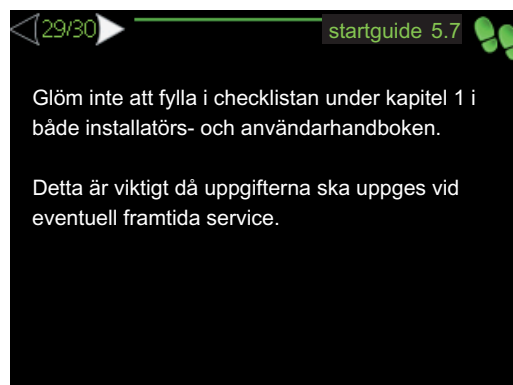 29/30
startguide 5.7
Glöm inte att fylla i checklistan under kapitel 1 i
både installatörs- och användarhandboken.
Detta är viktigt då uppgifterna ska uppges vid
eventuell framtida service.